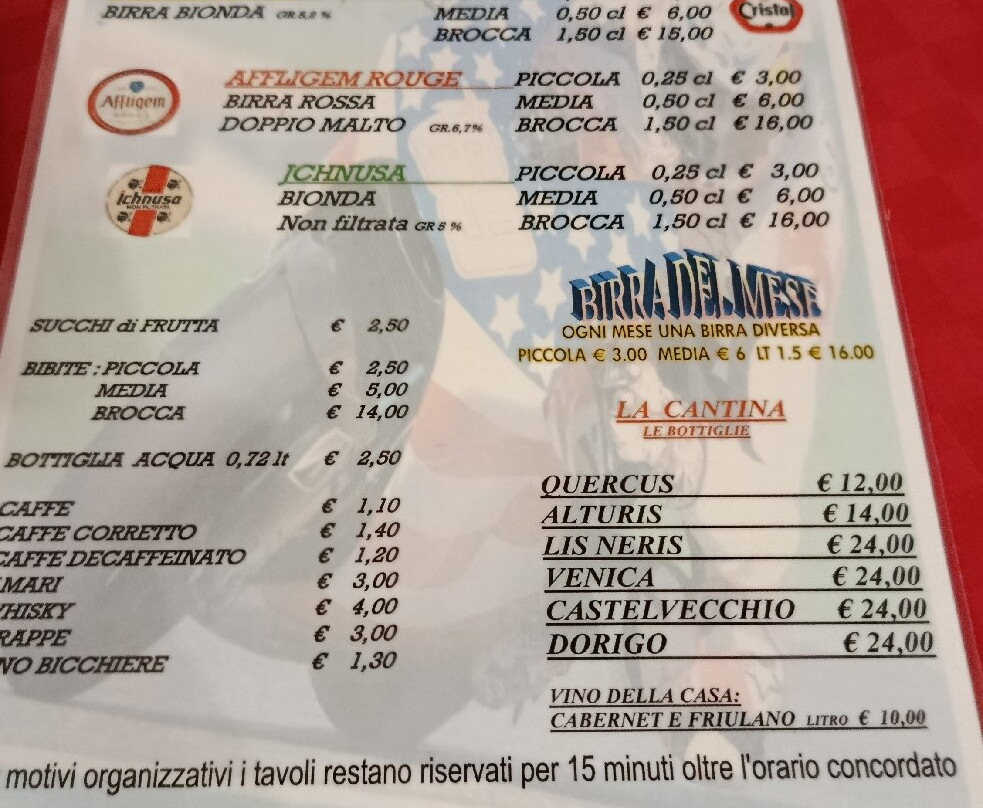 BIRRA BIONDA GR.5,2 % MEDIA 0,50 cl € 6,00
Cristal
BROCCA 1,50 cl € 15,00
Affligem
AFFLIGEM ROUGE PICCOLA 0,25 cl € 3,00
BIRRA ROSSA MEDIA 0,50 cl € 6,00
DOPPIO MALTO GR.6,7% BROCCA 1,50 cl € 16,00
Ichnusa
NON FILTRATA
ICHNUSA PICCOLA 0,25 cl € 3,00
BIONDA MEDIA 0,50 cl € 6,00
Non filtrata GR 5 % BROCCA 1,50 cl € 16,00
BIRRA DEL MESE
OGNI MESE UNA BIRRA DIVERSA
PICCOLA € 3.00 MEDIA € 6 LT 1.5 € 16.00
SUCCHI di FRUTTA € 2,50
BIBITE : PICCOLA € 2,50
MEDIA € 5,00
BROCCA € 14,00
BOTTIGLIA ACQUA 0,72 lt € 2,50
CAFFE € 1,10
CAFFE CORRETTO € 1,40
CAFFE DECAFFEINATO € 1,20
MARI € 3,00
HISKY € 4,00
RAPPE € 3,00
NO BICCHIERE € 1,30
LA CANTINA
LE BOTTIGLIE
QUERCUS € 12,00
ALTURIS € 14,00
LIS NERIS € 24,00
VENICA € 24,00
CASTELVECCHIO € 24,00
DORIGO € 24,00
VINO DELLA CASA:
CABERNET E FRIULANO LITRO € 10,00
motivi organizzativi i tavoli restano riservati per 15 minuti oltre l'orario concordato